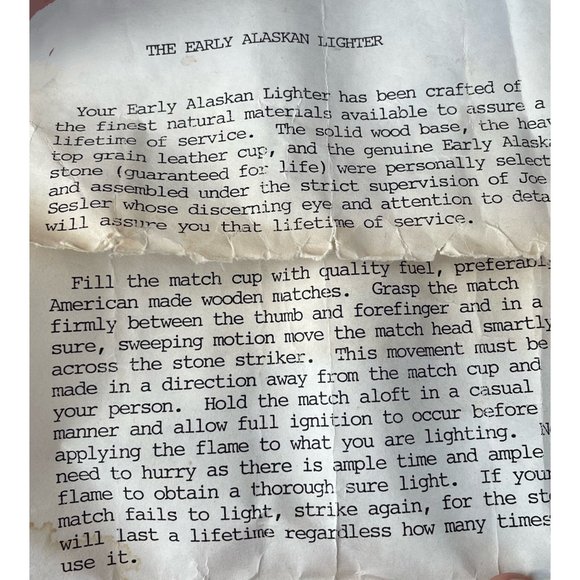 THE EARLY ALASKAN LIGHTER
Your Early Alaskan Lighter has been crafted of
the finest natural materials available to assure a
lifetime of service. The solid wood base, the
top grain leather cup, and the genuine Early
stone (guaranteed for life) were personally
and assembled under the strict supervision of Joe
Sesler whose discerning eye and attention to
will assure you that lifetime of service.
Fill the match cup with quality fuel,
American made wooden matches. Grasp the match
firmly between the thumb and forefinger and in a
sure, sweeping motion move the match head smartly
across the stone striker. This movement must be
made in a direction away from the match cup and
your person. Hold the match aloft in a casual
manner and allow full ignition to occur before
applying the flame to what you are lighting.
need to hurry as there is ample time and ample
flame to obtain a thorough sure light. If your
match fails to light, strike again, for the
will last a lifetime regardless how many times
use it.